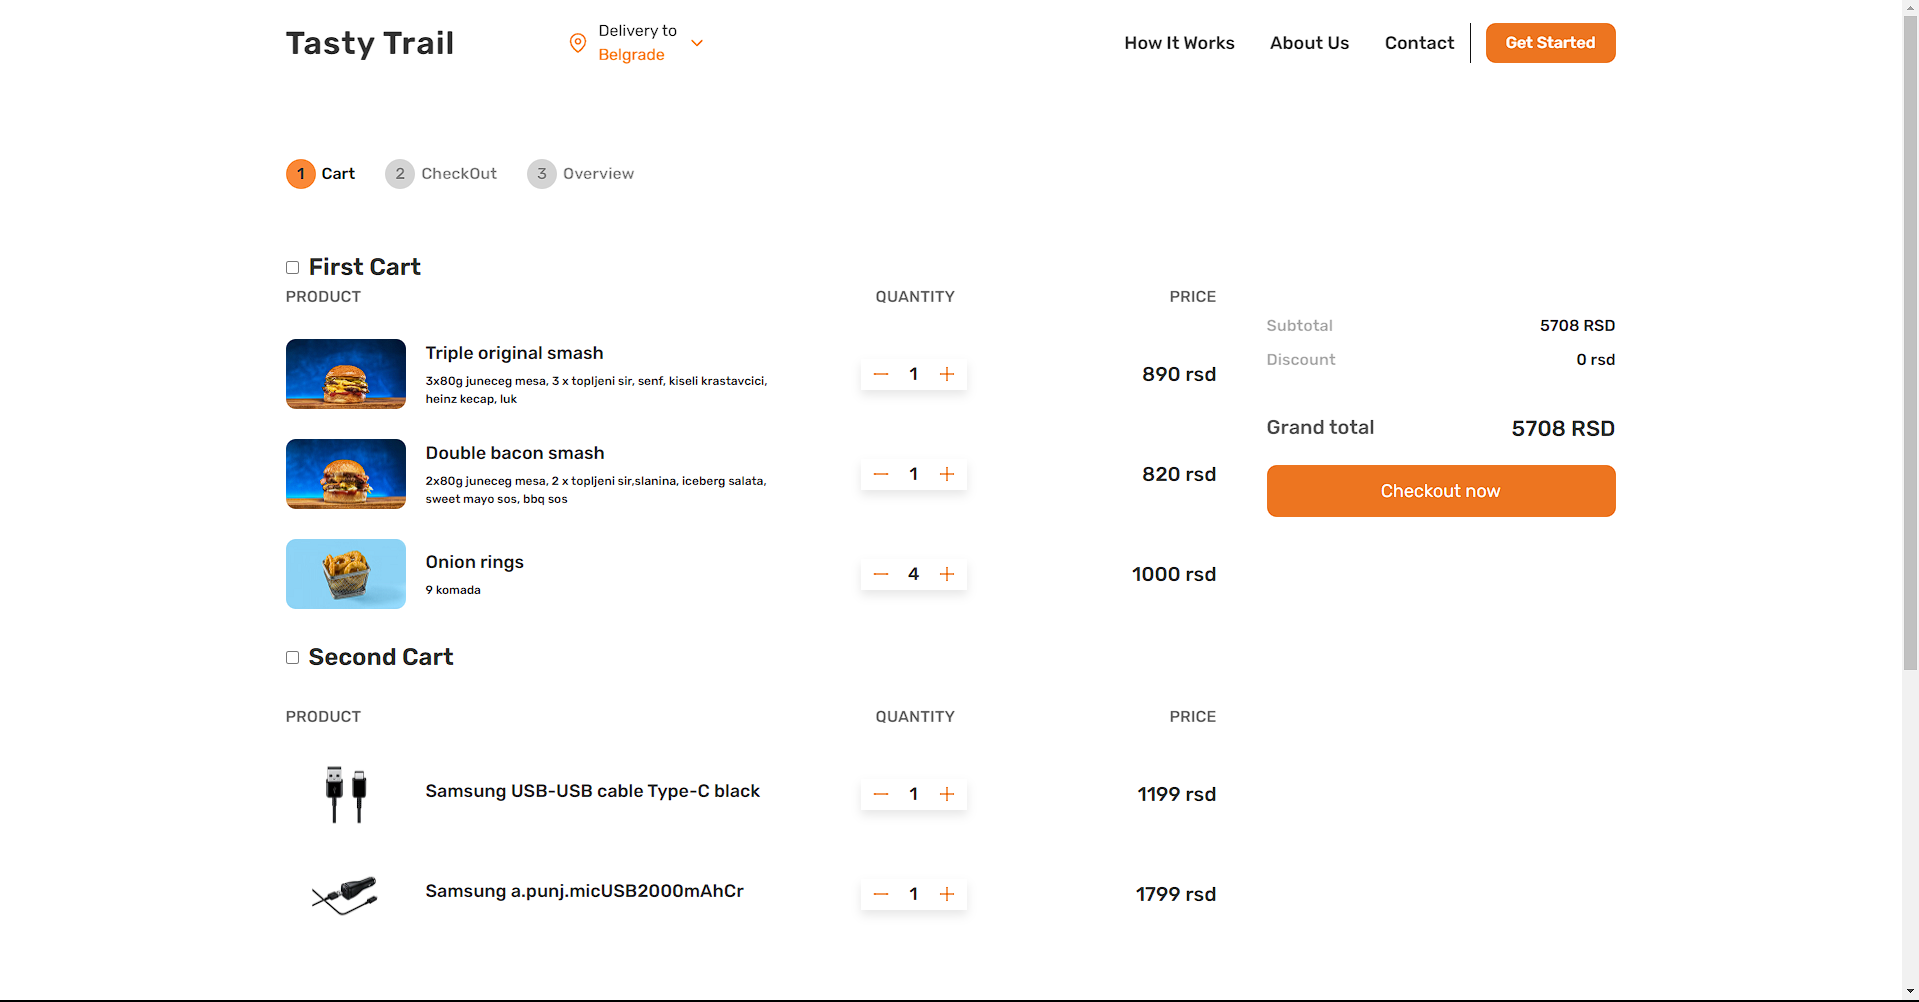 Tasty Trail
Delivery to
Belgrade
How It Works
About Us
Contact
Get Started
1 Cart
2 CheckOut
3 Overview
First Cart
PRODUCT QUANTITY PRICE
Triple original smash
3x80g juneceg mesa, 3 x topljeni sir, senf, kiseli krastavcici,
heinz kecap, luk
1
890 rsd
Double bacon smash
2x80g juneceg mesa, 2 x topljeni sir,slanina, iceberg salata,
sweet mayo sos, bbq sos
1
820 rsd
Onion rings
9 komada
4
1000 rsd
Subtotal 5708 RSD
Discount 0 rsd
Grand total 5708 RSD
Checkout now
Second Cart
PRODUCT QUANTITY PRICE
Samsung USB-USB cable Type-C black
1
1199 rsd
Samsung a.punj.micUSB2000mAhCr
1
1799 rsd